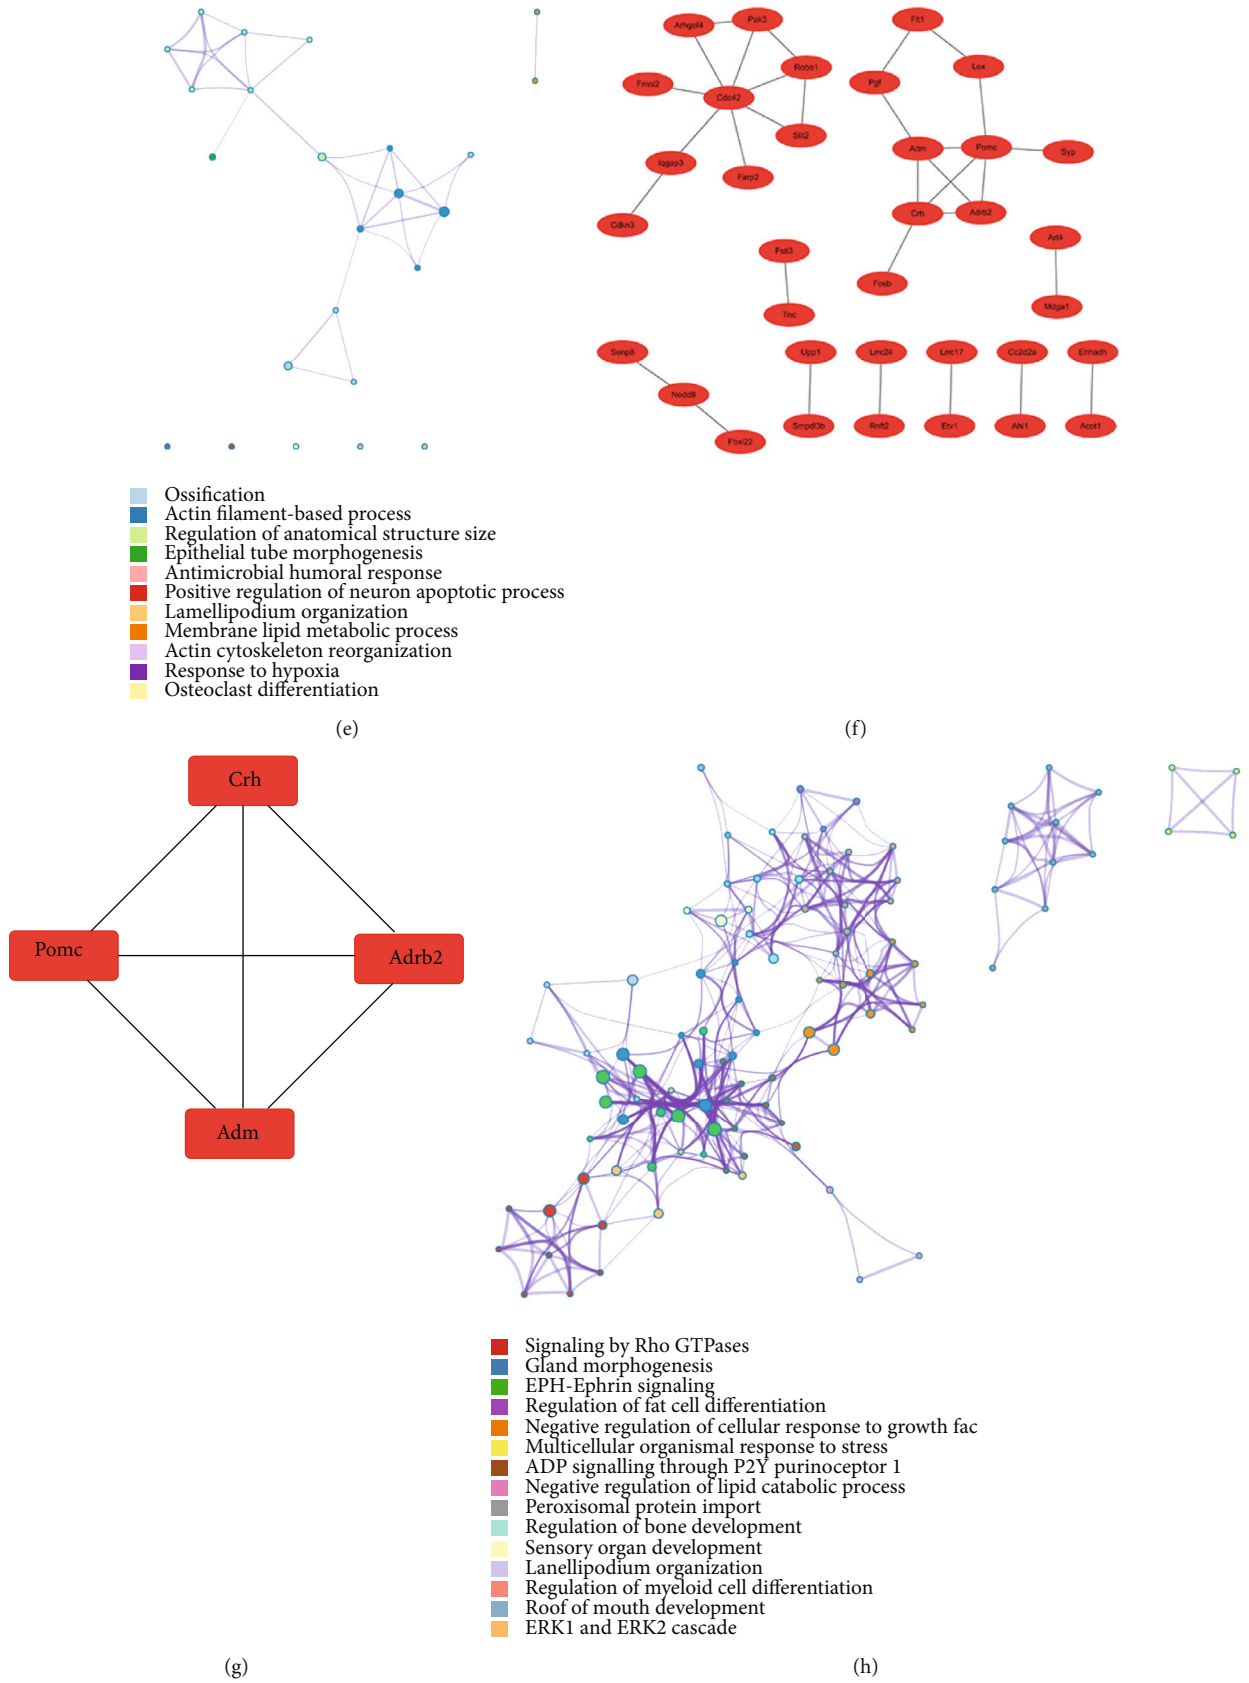 Arhgef4
Pak3
Robo1
Fmnl2
Cdc42
Slit2
Iqgap3
Farp2
Cdkn3
Flt1
Lox
Pgf
Adm
Pomc
Syp
Crh
Adrb2
Fosb
Fstl3
Tnc
Art4
Mdga1
Senp8
Nedd8
Fbxl22
Upp1
Lrrc24
Lrrc17
Cc2d2a
Ehhadh
Smpdl3b
Rnft2
Etv1
Ahi1
Acot1
Ossification
Actin filament-based process
Regulation of anatomical structure size
Epithelial tube morphogenesis
Antimicrobial humoral response
Positive regulation of neuron apoptotic process
Lamellipodium organization
Membrane lipid metabolic process
Actin cytoskeleton reorganization
Response to hypoxia
Osteoclast differentiation
(e)
(f)
Crh
Pomc
Adrb2
Adm
Signaling by Rho GTPases
Gland morphogenesis
EPH-Ephrin signaling
Regulation of fat cell differentiation
Negative regulation of cellular response to growth fac
Multicellular organismal response to stress
ADP signalling through P2Y purinoceptor 1
Negative regulation of lipid catabolic process
Peroxisomal protein import
Regulation of bone development
Sensory organ development
Lanellipodium organization
Regulation of myeloid cell differentiation
Roof of mouth development
ERK1 and ERK2 cascade
(g)
(h)